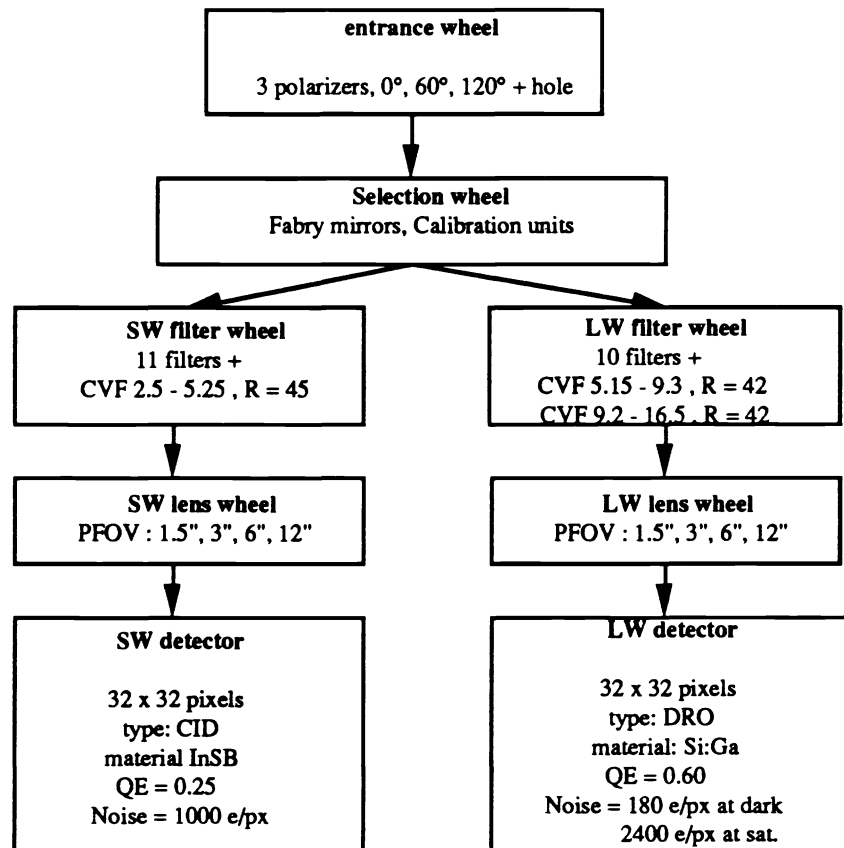 entrance wheel
3 polarizers, 0°, 60°, 120° + hole
Selection wheel
Fabry mirrors, Calibration units
SW filter wheel
11 filters +
CVF 2.5 - 5.25 , R = 45
LW filter wheel
10 filters +
CVF 5.15 - 9.3 , R = 42
CVF 9.2 - 16.5 , R = 42
SW lens wheel
PFOV : 1.5", 3", 6", 12"
LW lens wheel
PFOV : 1.5", 3", 6", 12"
SW detector
32 x 32 pixels
type: CID
material InSB
QE = 0.25
Noise = 1000 e/px
LW detector
32 x 32 pixels
type: DRO
material: Si:Ga
QE = 0.60
Noise = 180 e/px at dark
2400 e/px at sat.